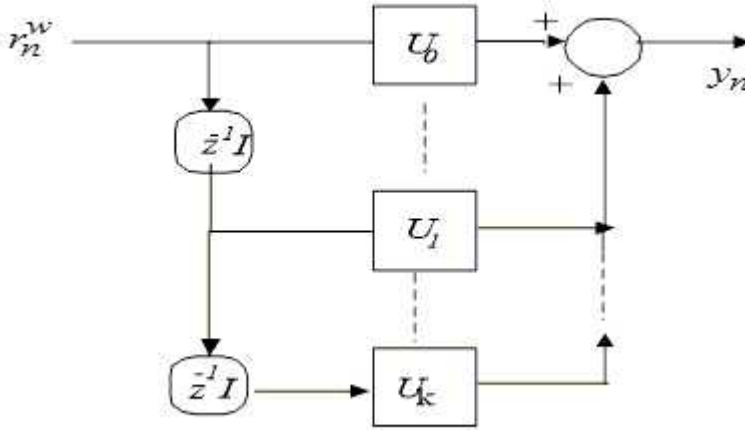 r_n^w
U_0
+
+
y_n
z^-1 I
U_1
z^-1 I
U_k